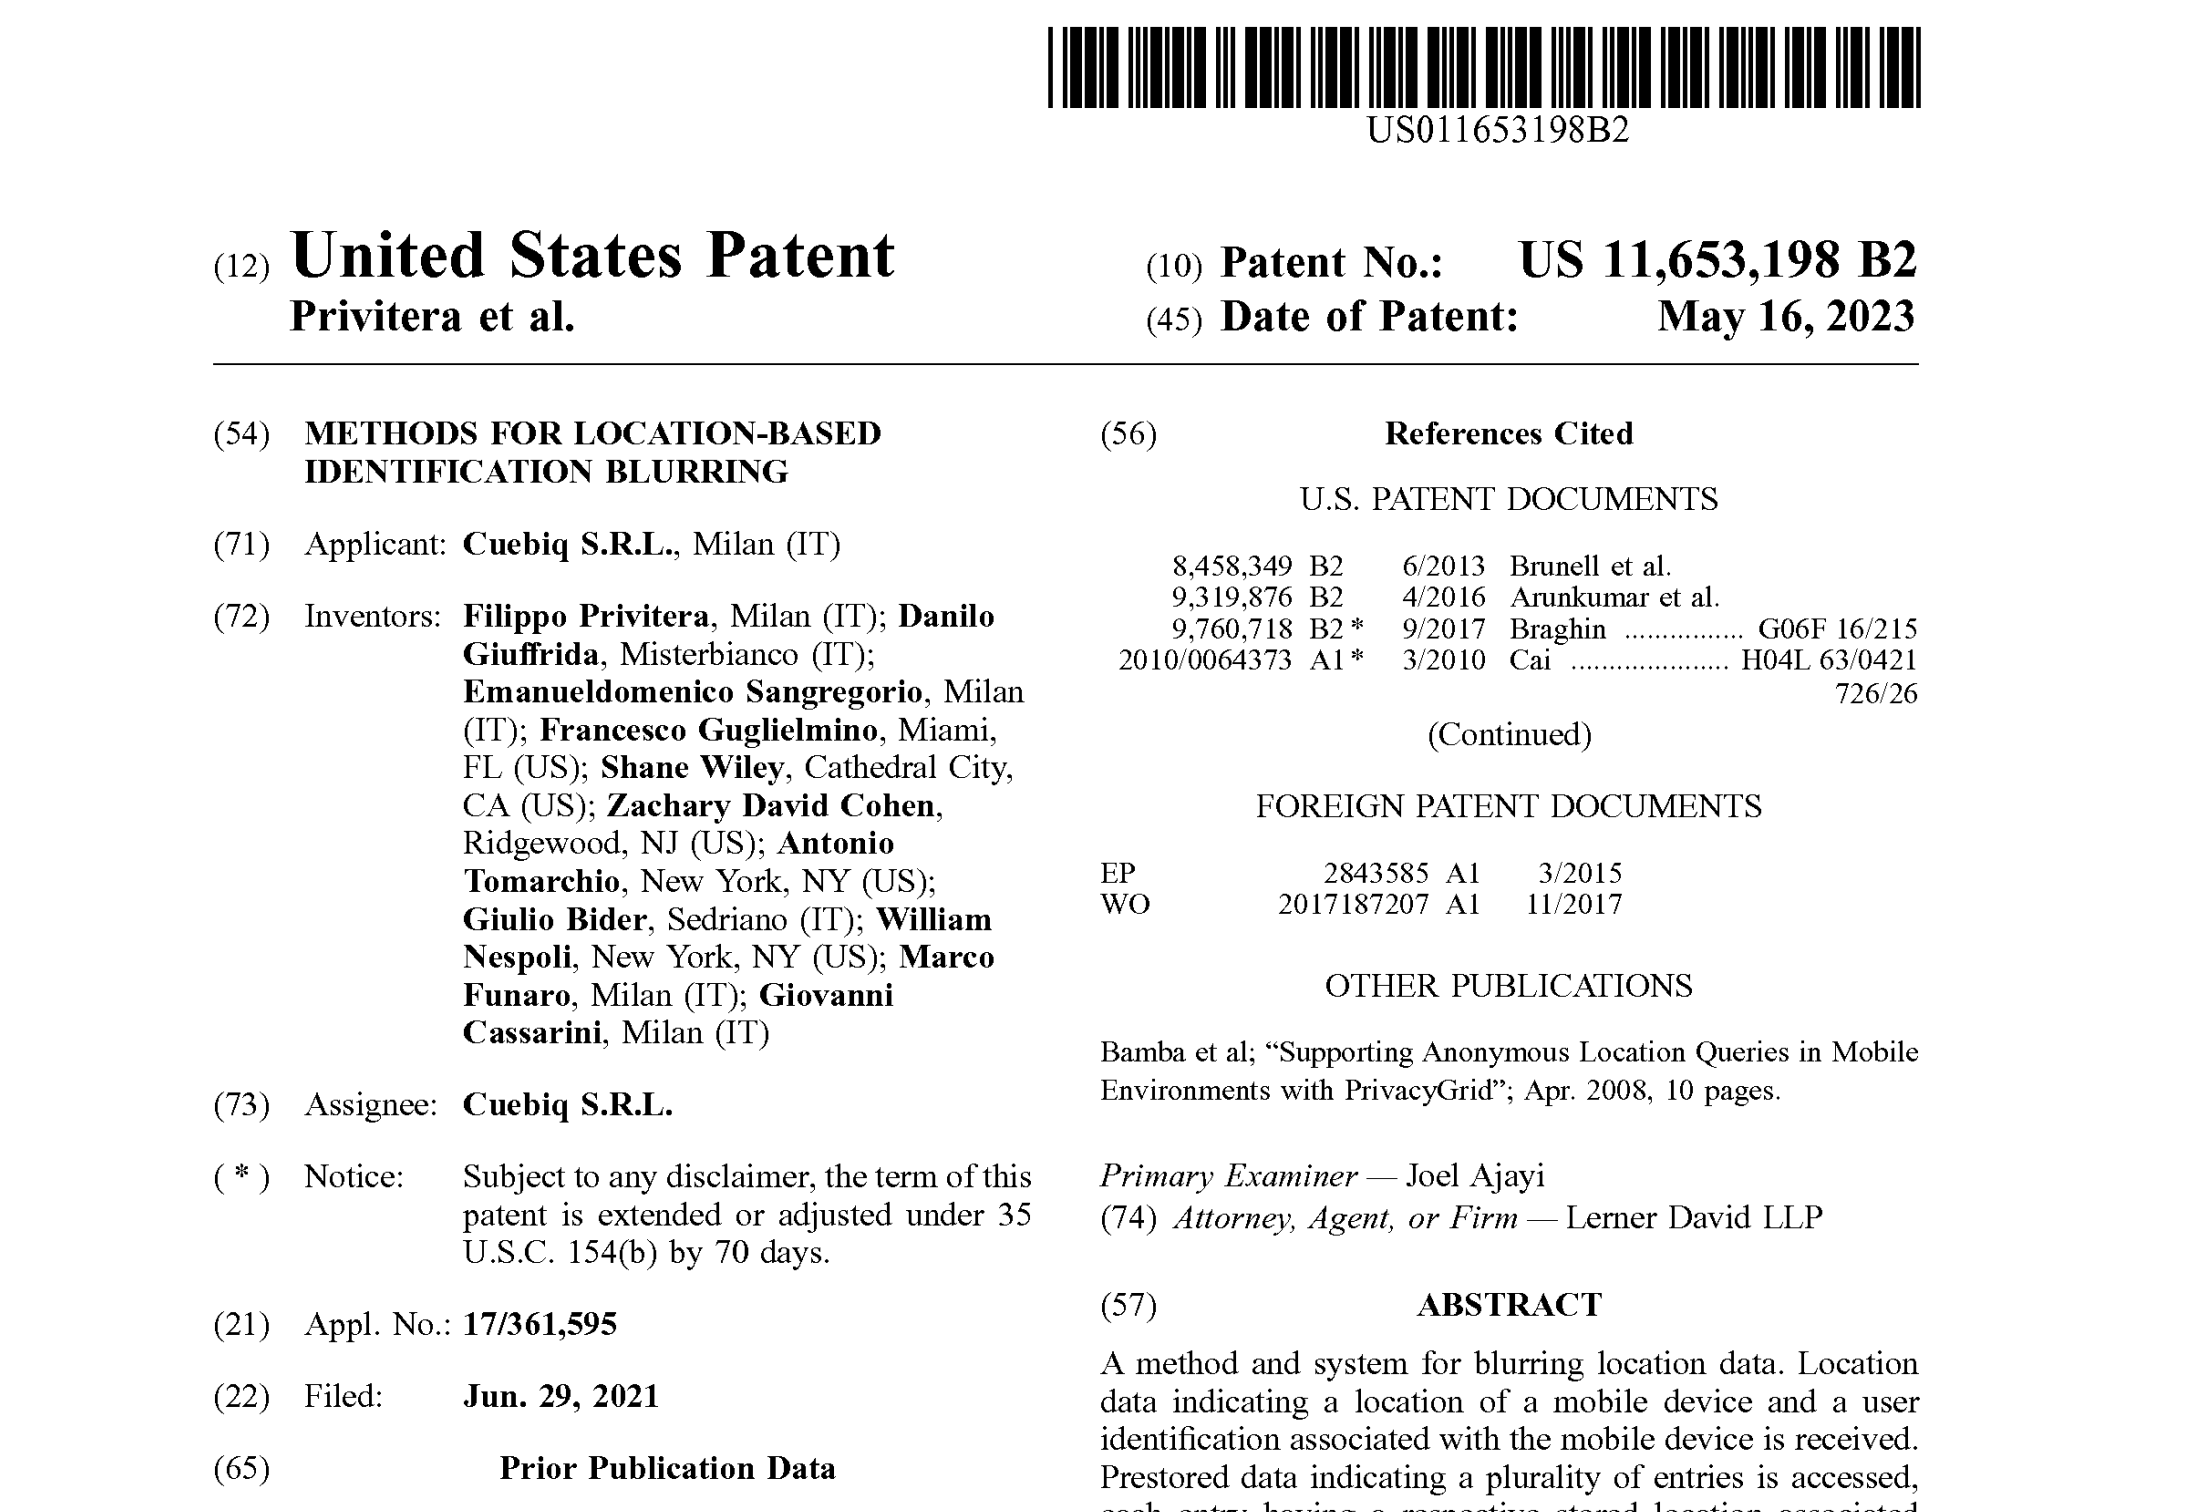 US011653198B2
(12) United States Patent
Privitera et al.
(10) Patent No.: US 11,653,198 B2
(45) Date of Patent: May 16, 2023
(54) METHODS FOR LOCATION-BASED
IDENTIFICATION BLURRING
(71) Applicant: Cuebiq S.R.L., Milan (IT)
(72) Inventors: Filippo Privitera, Milan (IT); Danilo
Giuffrida, Misterbianco (IT);
Emanueldomenico Sangregorio, Milan
(IT); Francesco Guglielmino, Miami,
FL (US); Shane Wiley, Cathedral City,
CA (US); Zachary David Cohen,
Ridgewood, NJ (US); Antonio
Tomarchio, New York, NY (US);
Giulio Bider, Sedriano (IT); William
Nespoli, New York, NY (US); Marco
Funaro, Milan (IT); Giovanni
Cassarini, Milan (IT)
(73) Assignee: Cuebiq S.R.L.
( * ) Notice: Subject to any disclaimer, the term of this
patent is extended or adjusted under 35
U.S.C. 154(b) by 70 days.
(21) Appl. No.: 17/361,595
(22) Filed: Jun. 29, 2021
(65) Prior Publication Data
(56) References Cited
U.S. PATENT DOCUMENTS
8,458,349 B2 6/2013 Brunell et al.
9,319,876 B2 4/2016 Arunkumar et al.
9,760,718 B2 * 9/2017 Braghin ................ G06F 16/215
2010/0064373 A1 * 3/2010 Cai ..................... H04L 63/0421
726/26
(Continued)
FOREIGN PATENT DOCUMENTS
EP 2843585 A1 3/2015
WO 2017187207 A1 11/2017
OTHER PUBLICATIONS
Bamba et al; “Supporting Anonymous Location Queries in Mobile
Environments with PrivacyGrid”; Apr. 2008, 10 pages.
Primary Examiner — Joel Ajayi
(74) Attorney, Agent, or Firm — Lerner David LLP
(57) ABSTRACT
A method and system for blurring location data. Location
data indicating a location of a mobile device and a user
identification associated with the mobile device is received.
Prestored data indicating a plurality of entries is accessed,
each entry having a respective stored location associated